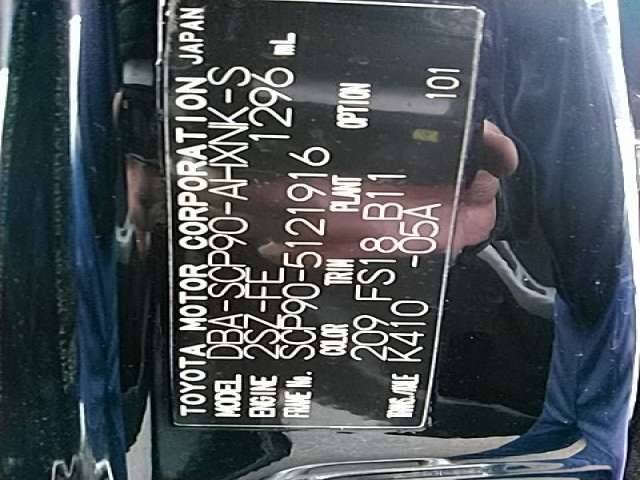 TOYOTA MOTOR CORPORATION JAPAN
MODEL DBA-SCP90-AHXNK-S
ENGINE 2SZ-FE 1296 mL
FRAME No. SCP90-5121916
COLOR TRIM PLANT OPTION
209 FS18 B11
TRANS./AXLE K410 -05A 101